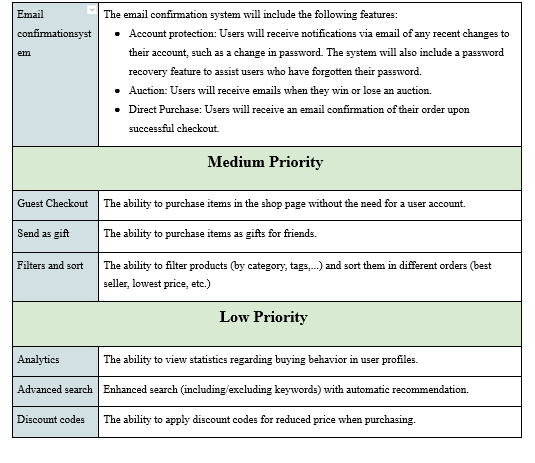 Email
confirmationsyst
em
The email confirmation system will include the following features:
● Account protection: Users will receive notifications via email of any recent changes to
their account, such as a change in password. The system will also include a password
recovery feature to assist users who have forgotten their password.
● Auction: Users will receive emails when they win or lose an auction.
● Direct Purchase: Users will receive an email confirmation of their order upon
successful checkout.
Medium Priority
Guest Checkout
The ability to purchase items in the shop page without the need for a user account.
Send as gift
The ability to purchase items as gifts for friends.
Filters and sort
The ability to filter products (by category, tags,...) and sort them in different orders (best
seller, lowest price, etc.)
Low Priority
Analytics
The ability to view statistics regarding buying behavior in user profiles.
Advanced search
Enhanced search (including/excluding keywords) with automatic recommendation.
Discount codes
The ability to apply discount codes for reduced price when purchasing.